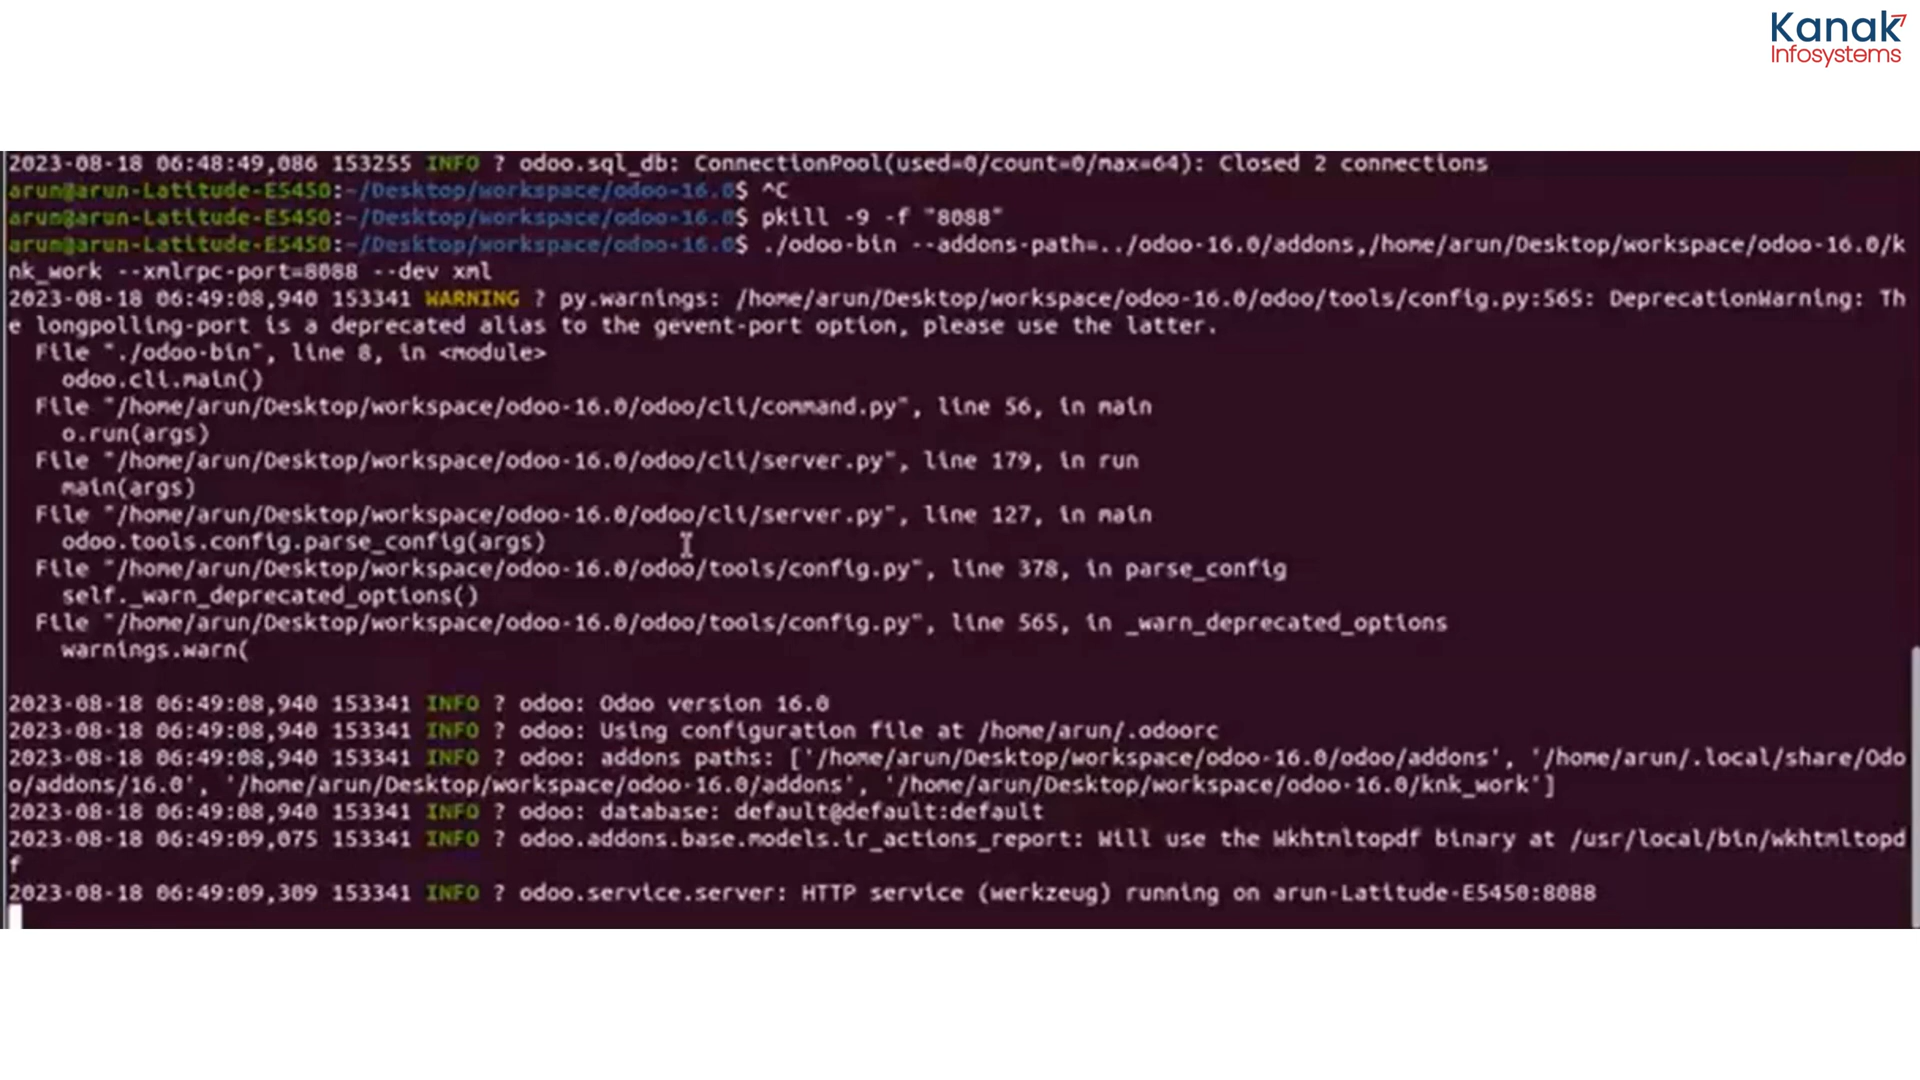 Kanak
Infosystems
2023-08-18 06:48:49,086 153255 INFO ? odoo.sql_db: ConnectionPool(used=0/count=0/max=64): Closed 2 connections
arun@arun-Latitude-E5450:~/Desktop/workspace/odoo-16.0$ ^C
arun@arun-Latitude-E5450:~/Desktop/workspace/odoo-16.0$ pkill -9 -f "8088"
arun@arun-Latitude-E5450:~/Desktop/workspace/odoo-16.0$ ./odoo-bin --addons-path=../odoo-16.0/addons,/home/arun/Desktop/workspace/odoo-16.0/k
nk_work --xmlrpc-port=8088 --dev xml
2023-08-18 06:49:08,940 153341 WARNING ? py.warnings: /home/arun/Desktop/workspace/odoo-16.0/odoo/tools/config.py:565: DeprecationWarning: Th
e longpolling-port is a deprecated alias to the gevent-port option, please use the latter.
  File "./odoo-bin", line 8, in <module>
    odoo.cli.main()
  File "/home/arun/Desktop/workspace/odoo-16.0/odoo/cli/command.py", line 56, in main
    o.run(args)
  File "/home/arun/Desktop/workspace/odoo-16.0/odoo/cli/server.py", line 179, in run
    main(args)
  File "/home/arun/Desktop/workspace/odoo-16.0/odoo/cli/server.py", line 127, in main
    odoo.tools.config.parse_config(args)
  File "/home/arun/Desktop/workspace/odoo-16.0/odoo/tools/config.py", line 378, in parse_config
    self._warn_deprecated_options()
  File "/home/arun/Desktop/workspace/odoo-16.0/odoo/tools/config.py", line 565, in _warn_deprecated_options
    warnings.warn(
2023-08-18 06:49:08,940 153341 INFO ? odoo: Odoo version 16.0
2023-08-18 06:49:08,940 153341 INFO ? odoo: Using configuration file at /home/arun/.odoorc
2023-08-18 06:49:08,940 153341 INFO ? odoo: addons paths: ['/home/arun/Desktop/workspace/odoo-16.0/odoo/addons', '/home/arun/.local/share/Odo
o/addons/16.0', '/home/arun/Desktop/workspace/odoo-16.0/addons', '/home/arun/Desktop/workspace/odoo-16.0/knk_work']
2023-08-18 06:49:08,940 153341 INFO ? odoo: database: default@default:default
2023-08-18 06:49:09,075 153341 INFO ? odoo.addons.base.models.ir_actions_report: Will use the Wkhtmltopdf binary at /usr/local/bin/wkhtmltopd
f
2023-08-18 06:49:09,309 153341 INFO ? odoo.service.server: HTTP service (werkzeug) running on arun-Latitude-E5450:8088